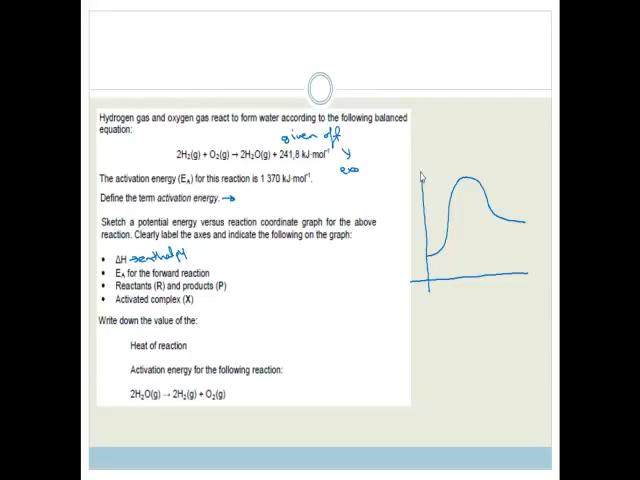 Hydrogen gas and oxygen gas react to form water according to the following balanced
equation:
given off
2H₂(g) + O₂(g) → 2H₂O(g) + 241,8 kJ·mol⁻¹
exo
The activation energy (E_A) for this reaction is 1 370 kJ·mol⁻¹.
Define the term activation energy. →
Sketch a potential energy versus reaction coordinate graph for the above
reaction. Clearly label the axes and indicate the following on the graph:
• ΔH → enthalpy
• E_A for the forward reaction
• Reactants (R) and products (P)
• Activated complex (X)
Write down the value of the:
Heat of reaction
Activation energy for the following reaction:
2H₂O(g) → 2H₂(g) + O₂(g)